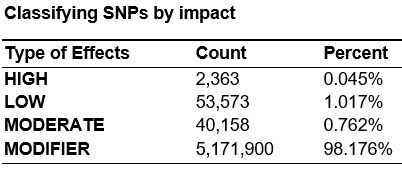 Classifying SNPs by impact
Type of Effects Count Percent
HIGH 2,363 0.045%
LOW 53,573 1.017%
MODERATE 40,158 0.762%
MODIFIER 5,171,900 98.176%